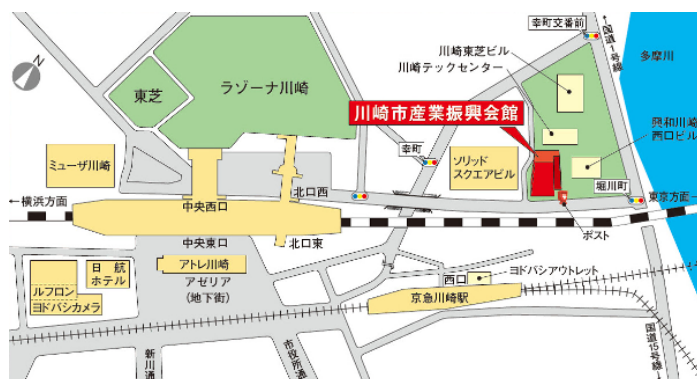 幸町交番前
←国道1号線
多摩川
N
川崎東芝ビル
川崎テックセンター
東芝
ラゾーナ川崎
川崎市産業振興会館
興和川崎
西口ビル
幸町
ミューザ川崎
ソリッド
スクエアビル
北口西
堀川町
←横浜方面
中央西口
東京方面→
ポスト
中央東口
北口東
アトレ川崎
日航
ホテル
アゼリア
(地下街)
西口
ヨドバシアウトレット
ルフロン
ヨドバシカメラ
京急川崎駅
新川通
市役所通
国道15号線